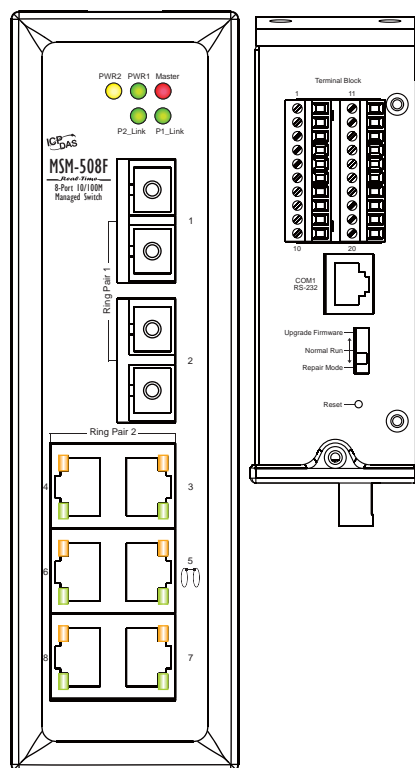 PWR2 PWR1 Master
P2_Link P1_Link
ICP DAS
MSM-508F
Real-Time
8-Port 10/100M
Managed Switch
1
Ring Pair 1
2
Ring Pair 2
4 3
6 5
8 7
Terminal Block
1 11
10 20
COM1
RS-232
Upgrade Firmware
Normal Run
Repair Mode
Reset